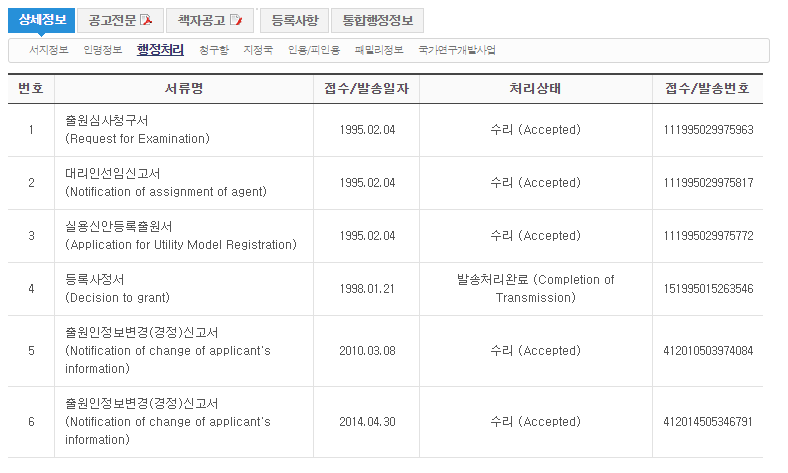 상세정보 공고전문 책자공고 등록사항 통합행정정보
서지정보 인명정보 행정처리 청구항 지정국 인용/피인용 패밀리정보 국가연구개발사업
번호 서류명 접수/발송일자 처리상태 접수/발송번호
1 출원심사청구서 1995.02.04 수리 (Accepted) 111995029975963
(Request for Examination)
2 대리인선임신고서 1995.02.04 수리 (Accepted) 111995029975817
(Notification of assignment of agent)
3 실용신안등록출원서 1995.02.04 수리 (Accepted) 111995029975772
(Application for Utility Model Registration)
4 등록사정서 1998.01.21 발송처리완료 (Completion of 151995015263546
(Decision to grant) Transmission)
5 출원인정보변경(경정)신고서 2010.03.08 수리 (Accepted) 412010503974084
(Notification of change of applicant's
information)
6 출원인정보변경(경정)신고서 2014.04.30 수리 (Accepted) 412014505346791
(Notification of change of applicant's
information)